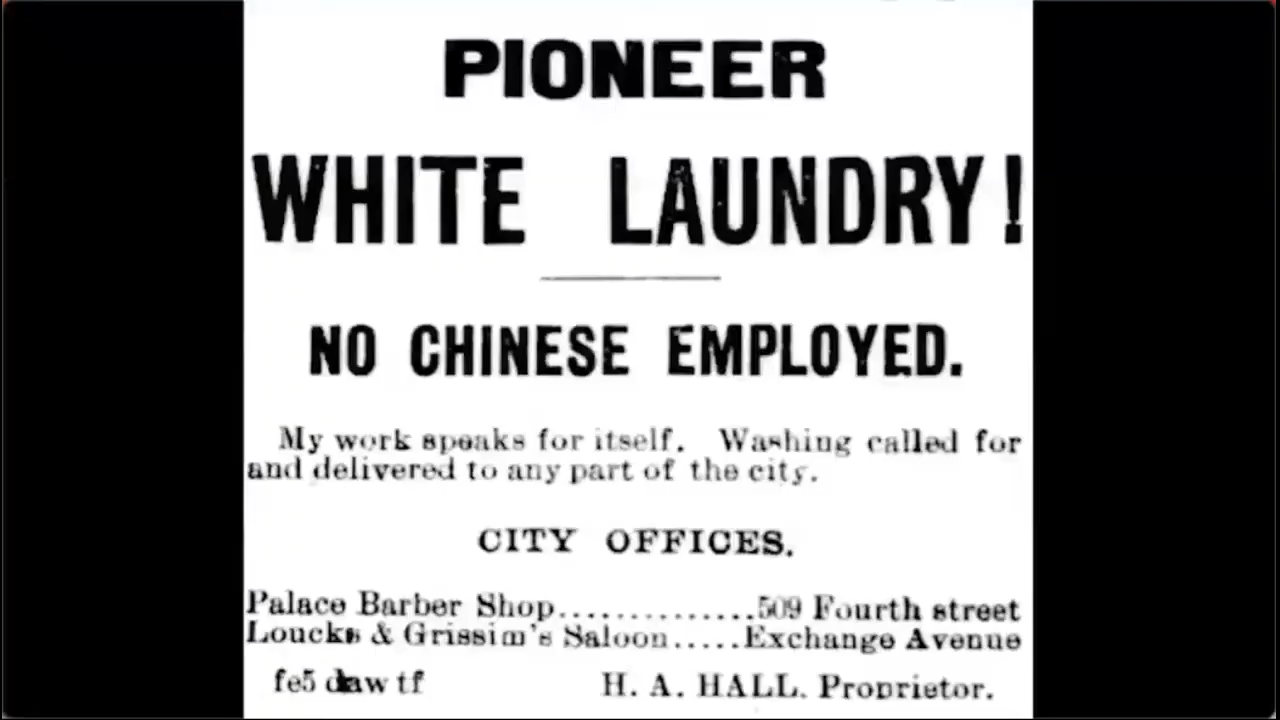 PIONEER
WHITE LAUNDRY!
NO CHINESE EMPLOYED.
My work speaks for itself. Washing called for
and delivered to any part of the city.
CITY OFFICES.
Palace Barber Shop..............509 Fourth street
Loucks & Grissim's Saloon.....Exchange Avenue
fe5 d&w tf H. A. HALL. Proprietor.